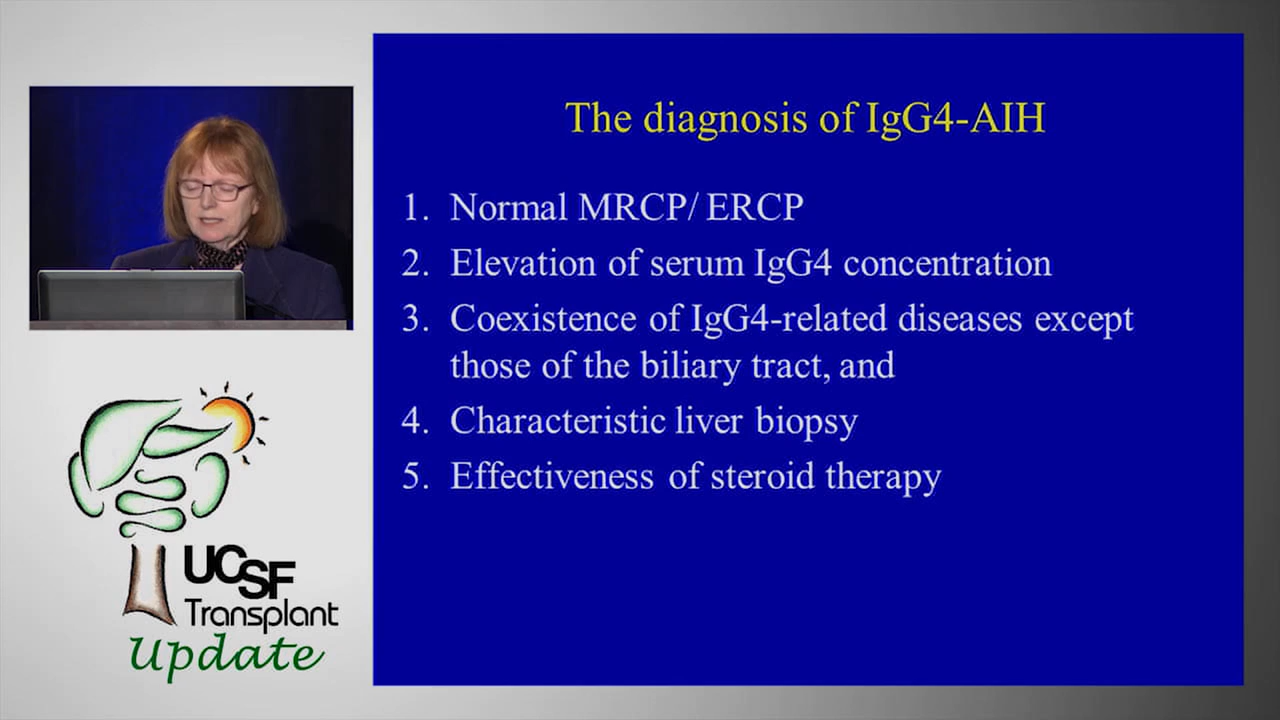 The diagnosis of IgG4-AIH
1. Normal MRCP/ ERCP
2. Elevation of serum IgG4 concentration
3. Coexistence of IgG4-related diseases except
those of the biliary tract, and
4. Characteristic liver biopsy
5. Effectiveness of steroid therapy
UCSF
Transplant
Update